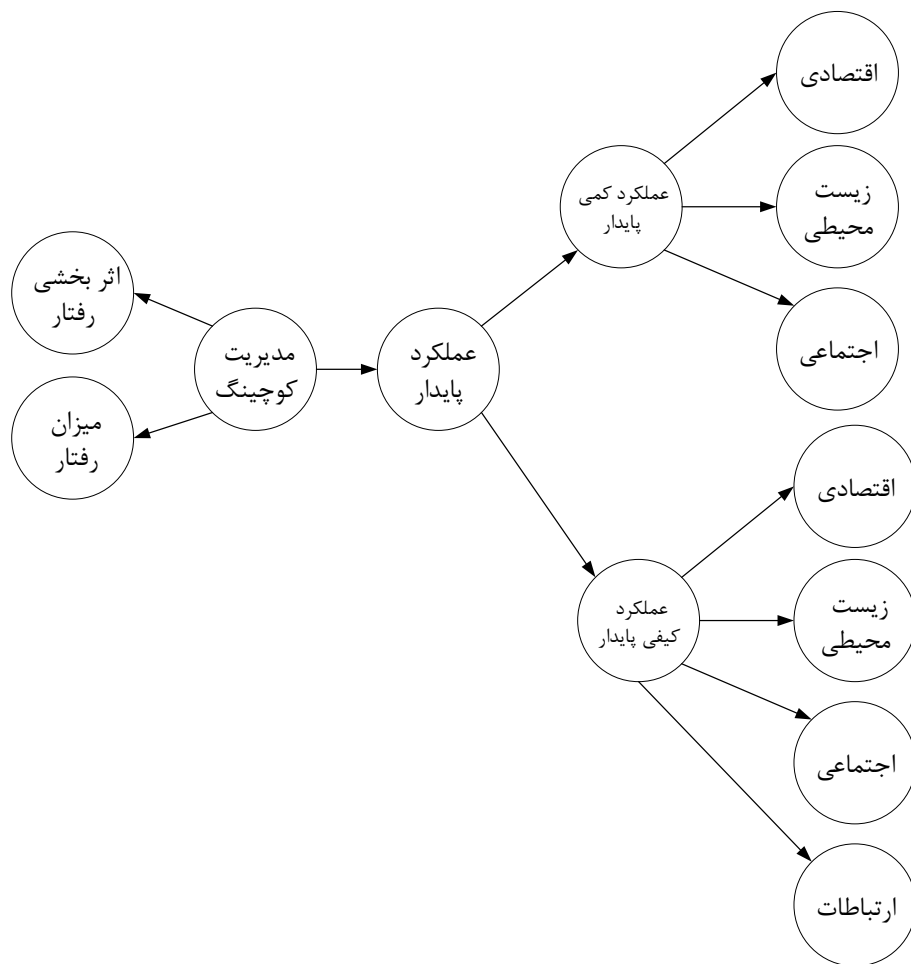 اقتصادی
عملکرد کمی
پایدار
زیست
محیطی
اثر بخشی
رفتار
مدیریت
کوچینگ
عملکرد
پایدار
اجتماعی
میزان
رفتار
اقتصادی
عملکرد
کیفی پایدار
زیست
محیطی
اجتماعی
ارتباطات